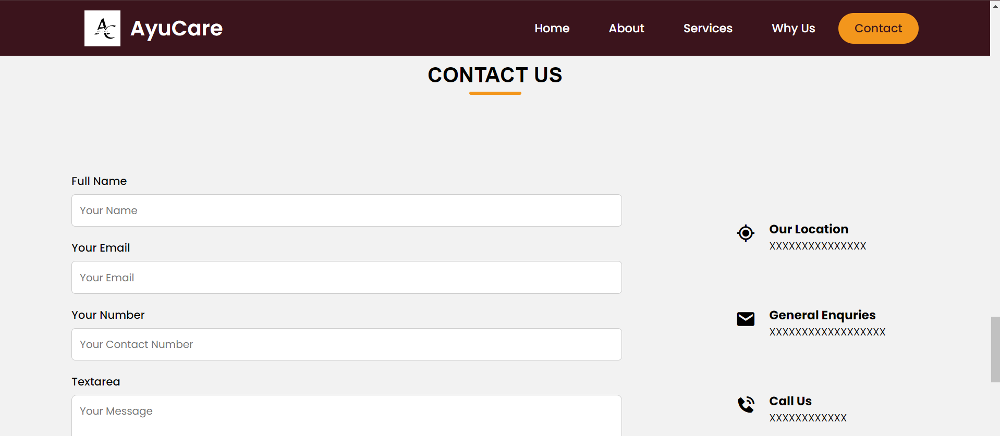 AC
AyuCare
Home
About
Services
Why Us
Contact
CONTACT US
Full Name
Your Name
Your Email
Your Email
Your Number
Your Contact Number
Textarea
Your Message
Our Location
XXXXXXXXXXXXXXX
General Enquries
XXXXXXXXXXXXXXXXXX
Call Us
XXXXXXXXXXXX